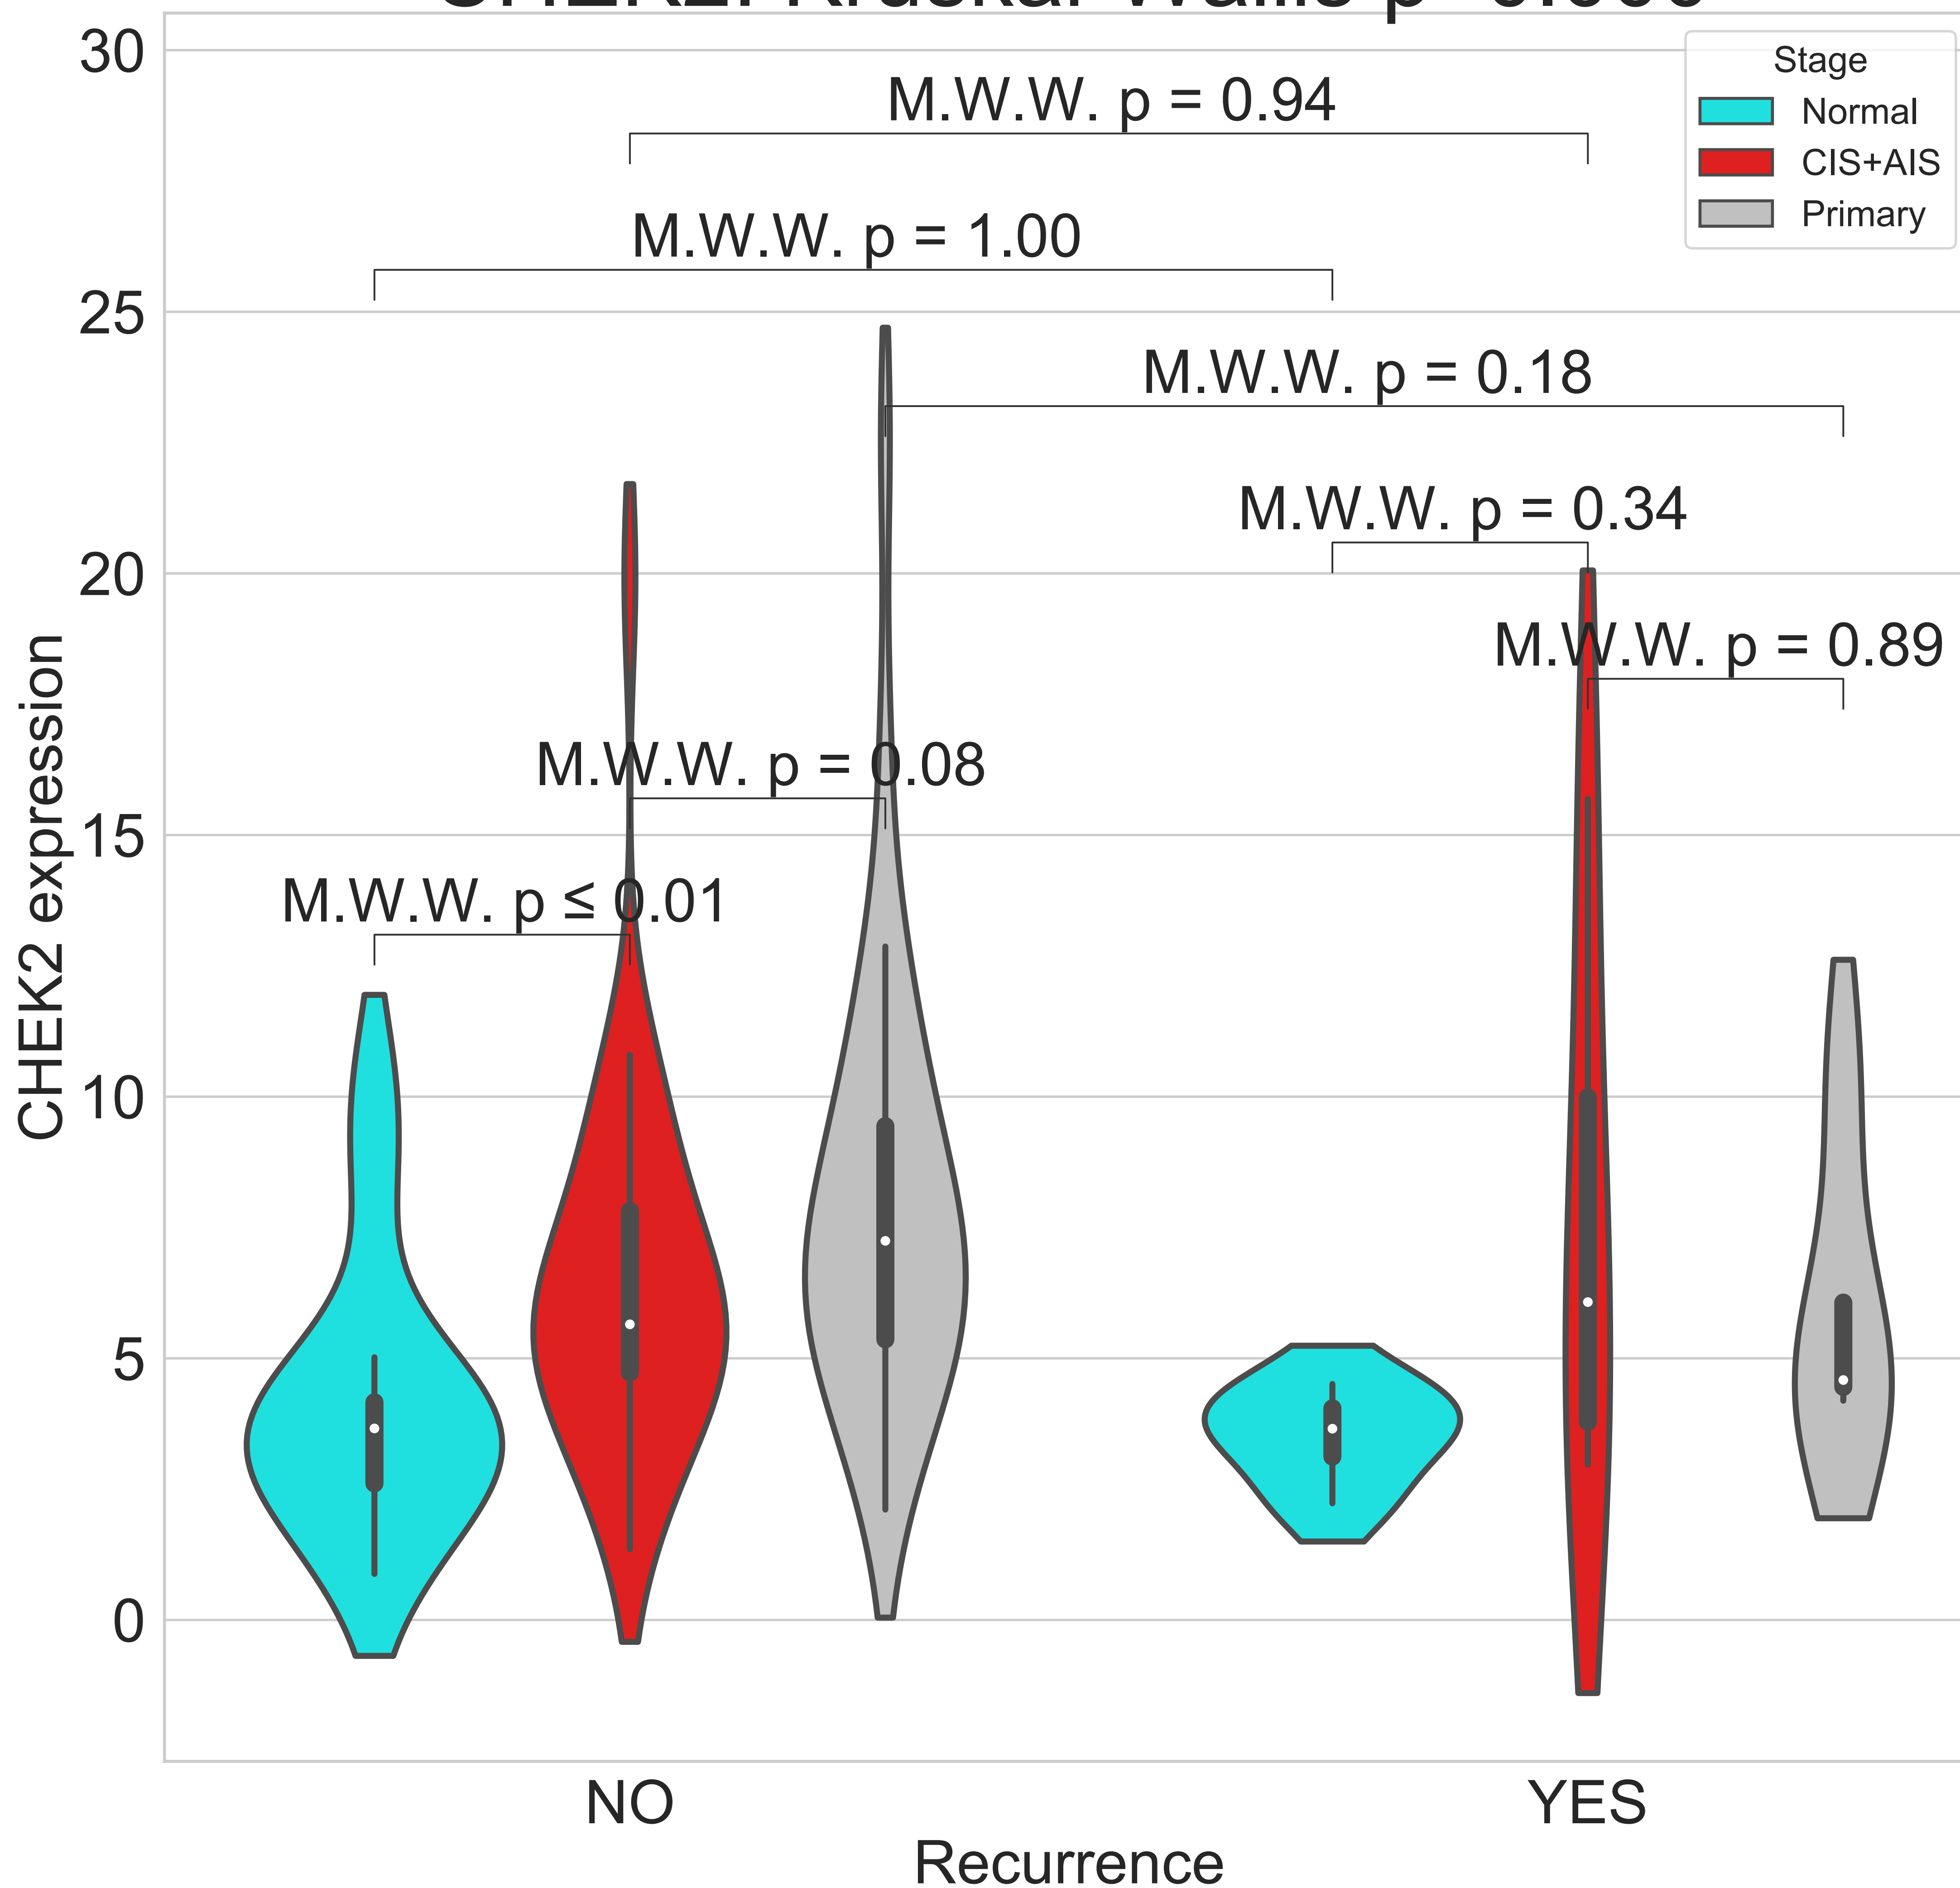 30
25
20
15
10
5
0
CHEK2 expression
M.W.W. p = 0.94
M.W.W. p = 1.00
M.W.W. p = 0.18
M.W.W. p = 0.34
M.W.W. p = 0.89
M.W.W. p = 0.08
M.W.W. p ≤ 0.01
Stage
Normal
CIS+AIS
Primary
NO
YES
Recurrence